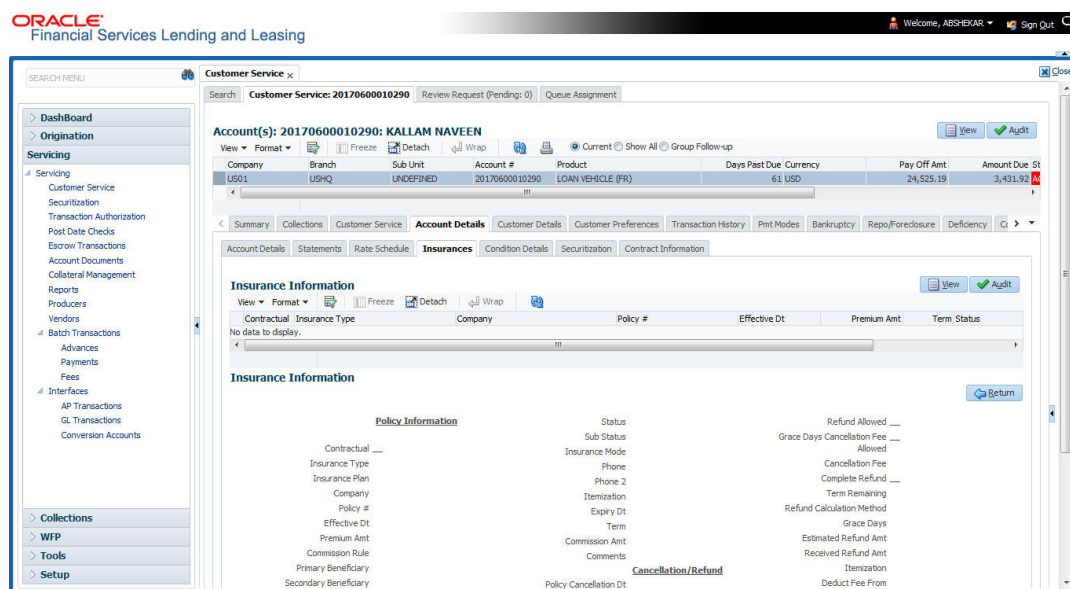 ORACLE
Financial Services Lending and Leasing
Welcome, ABSHEKAR
Sign Out
Close
SEARCH MENU
DashBoard
Origination
Servicing
Servicing
Customer Service
Securitization
Transaction Authorization
Post Date Checks
Escrow Transactions
Account Documents
Collateral Management
Reports
Producers
Vendors
Batch Transactions
Advances
Payments
Fees
Interfaces
AP Transactions
GL Transactions
Conversion Accounts
Collections
WFP
Tools
Setup
Customer Service x
Search Customer Service: 20170600010290 Review Request (Pending: 0) Queue Assignment
Account(s): 20170600010290: KALLAM NAVEEN
View Audit
View Format Freeze Detach Wrap Current Show All Group Follow-up
Company Branch Sub Unit Account # Product Days Past Due Currency Pay Off Amt Amount Due St
US01 USHQ UNDEFINED 20170600010290 LOAN VEHICLE (FR) 61 USD 24,525.19 3,431.92
Summary Collections Customer Service Account Details Customer Details Customer Preferences Transaction History Pmt Modes Bankruptcy Repo/Foreclosure Deficiency
Account Details Statements Rate Schedule Insurances Condition Details Securitization Contract Information
Insurance Information
View Audit
View Format Freeze Detach Wrap
Contractual Insurance Type Company Policy # Effective Dt Premium Amt Term Status
No data to display.
Insurance Information
Return
Policy Information
Contractual
Insurance Type
Insurance Plan
Company
Policy #
Effective Dt
Premium Amt
Commission Rule
Primary Beneficiary
Secondary Beneficiary
Status
Sub Status
Insurance Mode
Phone
Phone 2
Itemization
Expiry Dt
Term
Commission Amt
Comments
Cancellation/Refund
Policy Cancellation Dt
Refund Allowed
Grace Days Cancellation Fee
Allowed
Cancellation Fee
Complete Refund
Term Remaining
Refund Calculation Method
Grace Days
Estimated Refund Amt
Received Refund Amt
Itemization
Deduct Fee From